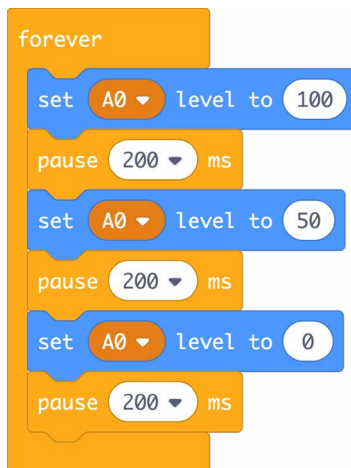 forever
set A0 level to 100
pause 200 ms
set A0 level to 50
pause 200 ms
set A0 level to 0
pause 200 ms